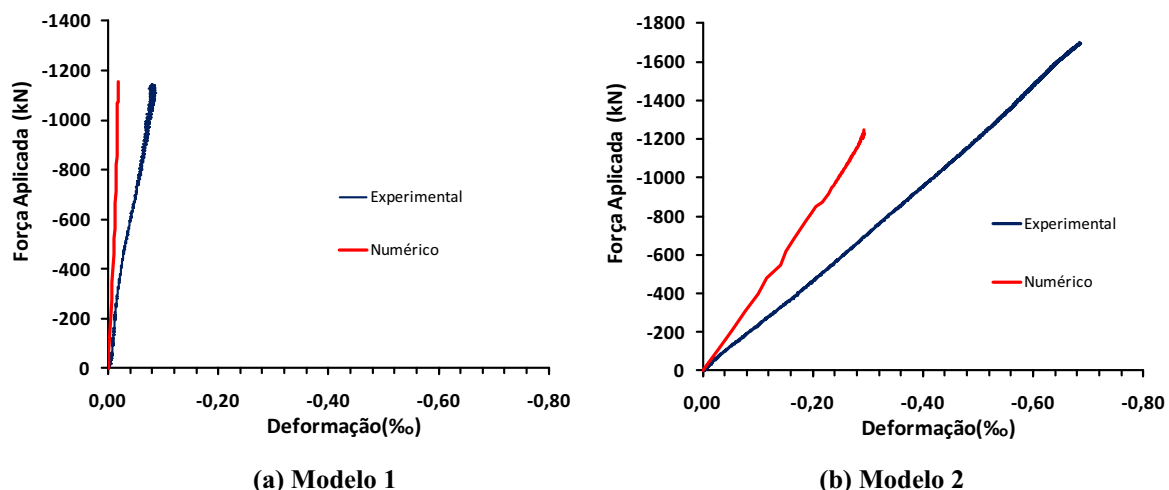 -1400
-1200
-1000
-800
-600
-400
-200
0
Força Aplicada (kN)
0,00 -0,20 -0,40 -0,60 -0,80
Deformação(‰)
Experimental
Numérico
(a) Modelo 1
-1800
-1600
-1400
-1200
-1000
-800
-600
-400
-200
0
Força Aplicada (kN)
0,00 -0,20 -0,40 -0,60 -0,80
Deformação(‰)
Experimental
Numérico
(b) Modelo 2